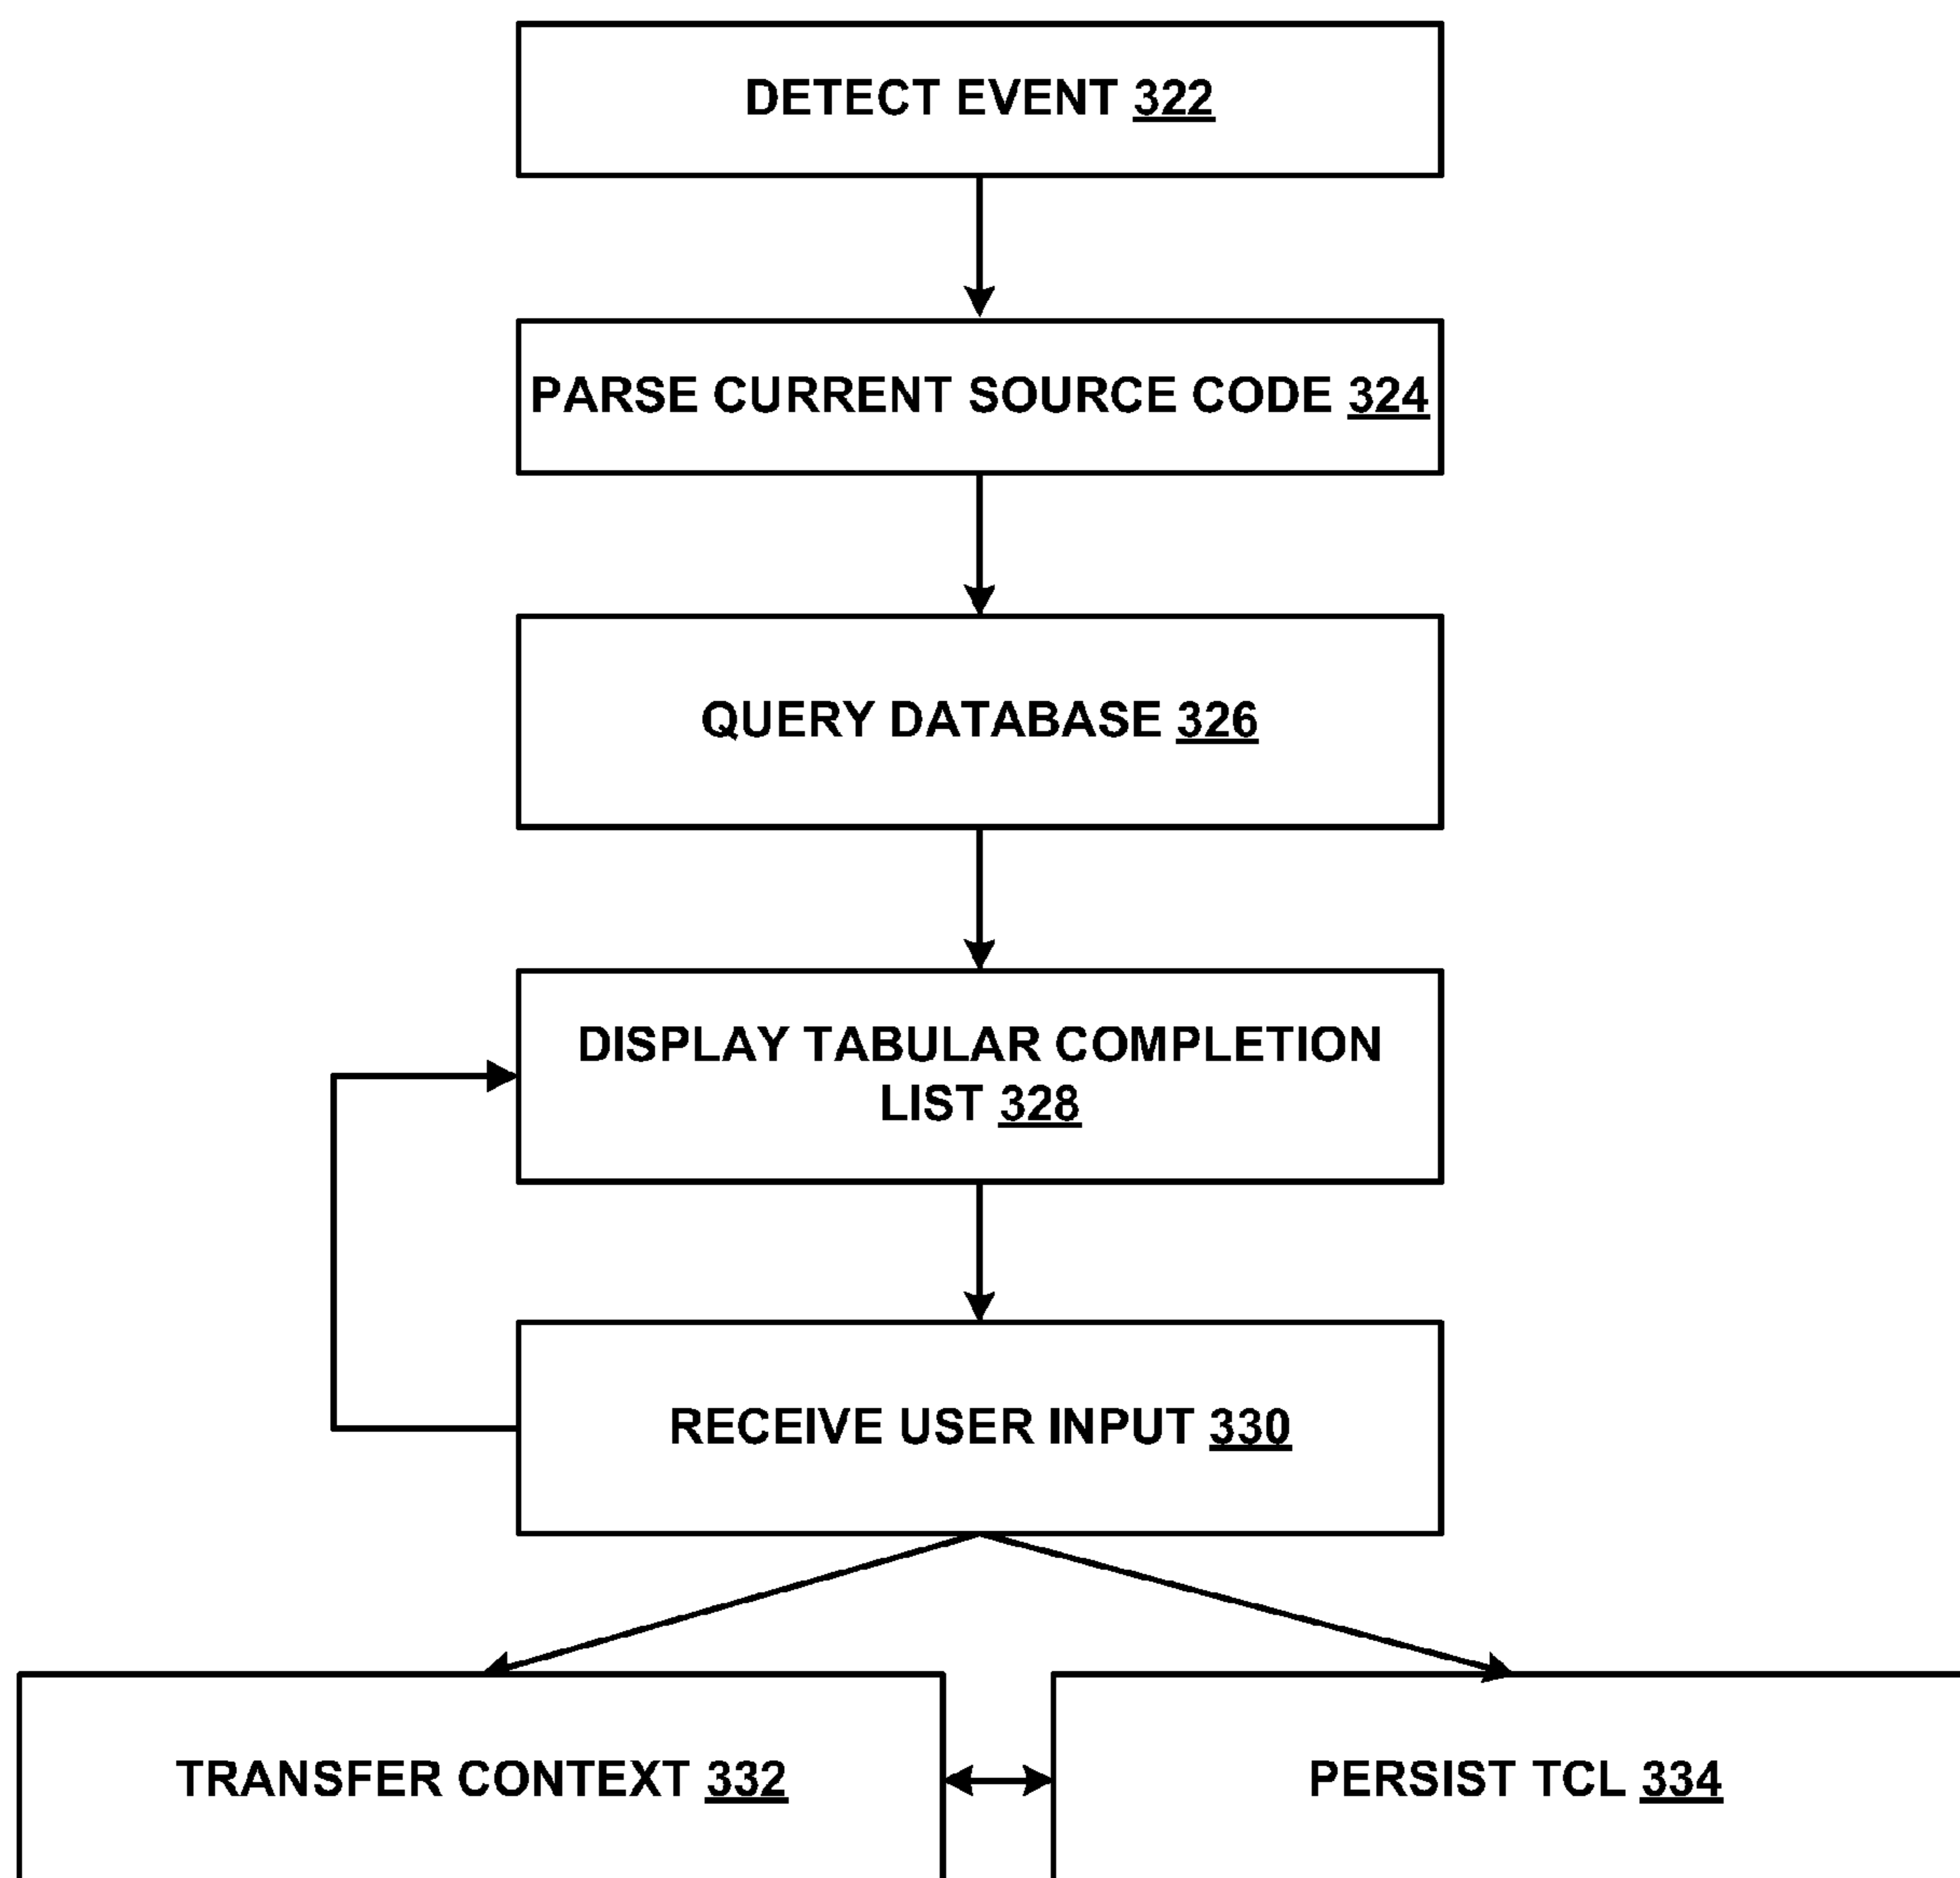 DETECT EVENT 322
PARSE CURRENT SOURCE CODE 324
QUERY DATABASE 326
DISPLAY TABULAR COMPLETION
LIST 328
RECEIVE USER INPUT 330
TRANSFER CONTEXT 332
PERSIST TCL 334